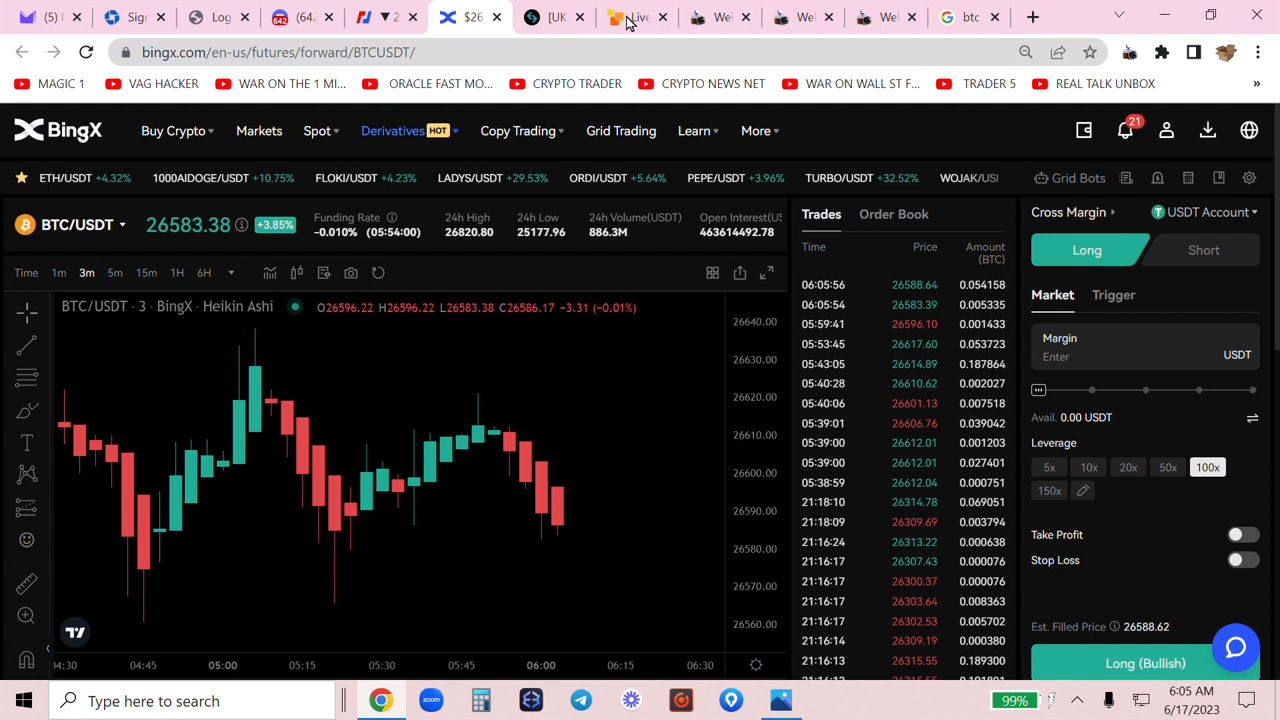 (5) Sign Log 642 (642 ▼ 2 $26 [UK Live Wel Wel Wel btc
bingx.com/en-us/futures/forward/BTCUSDT/
MAGIC 1 VAG HACKER WAR ON THE 1 MI... ORACLE FAST MO... CRYPTO TRADER CRYPTO NEWS NET WAR ON WALL ST F... TRADER 5 REAL TALK UNBOX »
BingX Buy Crypto Markets Spot Derivatives HOT Copy Trading Grid Trading Learn More 21
ETH/USDT +4.32% 1000AIDOGE/USDT +10.75% FLOKI/USDT +4.23% LADYS/USDT +29.53% ORDI/USDT +5.64% PEPE/USDT +3.96% TURBO/USDT +32.52% WOJAK/USI Grid Bots
BTC/USDT 26583.38 +3.85%
Funding Rate 24h High 24h Low 24h Volume(USDT) Open Interest(US
-0.010% (05:54:00) 26820.80 25177.96 886.3M 463614492.78
Time 1m 3m 5m 15m 1H 6H
BTC/USDT · 3 · BingX · Heikin Ashi O26596.22 H26596.22 L26583.38 C26586.17 -3.31 (-0.01%)
26640.00
26630.00
26620.00
26610.00
26600.00
26590.00
26580.00
26570.00
26560.00
04:30 04:45 05:00 05:15 05:30 05:45 06:00 06:15 06:30
Trades Order Book
Time Price Amount
(BTC)
06:05:56 26588.64 0.054158
06:05:54 26583.39 0.005335
05:59:41 26596.10 0.001433
05:53:45 26617.60 0.053723
05:43:05 26614.89 0.187864
05:40:28 26610.62 0.002027
05:40:06 26601.13 0.007518
05:39:01 26606.76 0.039042
05:39:00 26612.01 0.001203
05:39:00 26612.01 0.027401
05:38:59 26612.04 0.000751
21:18:10 26314.78 0.069051
21:18:09 26309.69 0.003794
21:16:24 26313.22 0.000638
21:16:17 26307.43 0.000076
21:16:17 26300.37 0.000076
21:16:17 26303.64 0.008363
21:16:17 26302.53 0.005702
21:16:14 26309.19 0.000380
21:16:13 26315.55 0.189300
Cross Margin USDT Account
Long Short
Market Trigger
Margin
Enter USDT
Avail. 0.00 USDT
Leverage
5x 10x 20x 50x 100x
150x
Take Profit
Stop Loss
Est. Filled Price 26588.62
Long (Bullish)
Type here to search zoom 99% 6:05 AM
6/17/2023